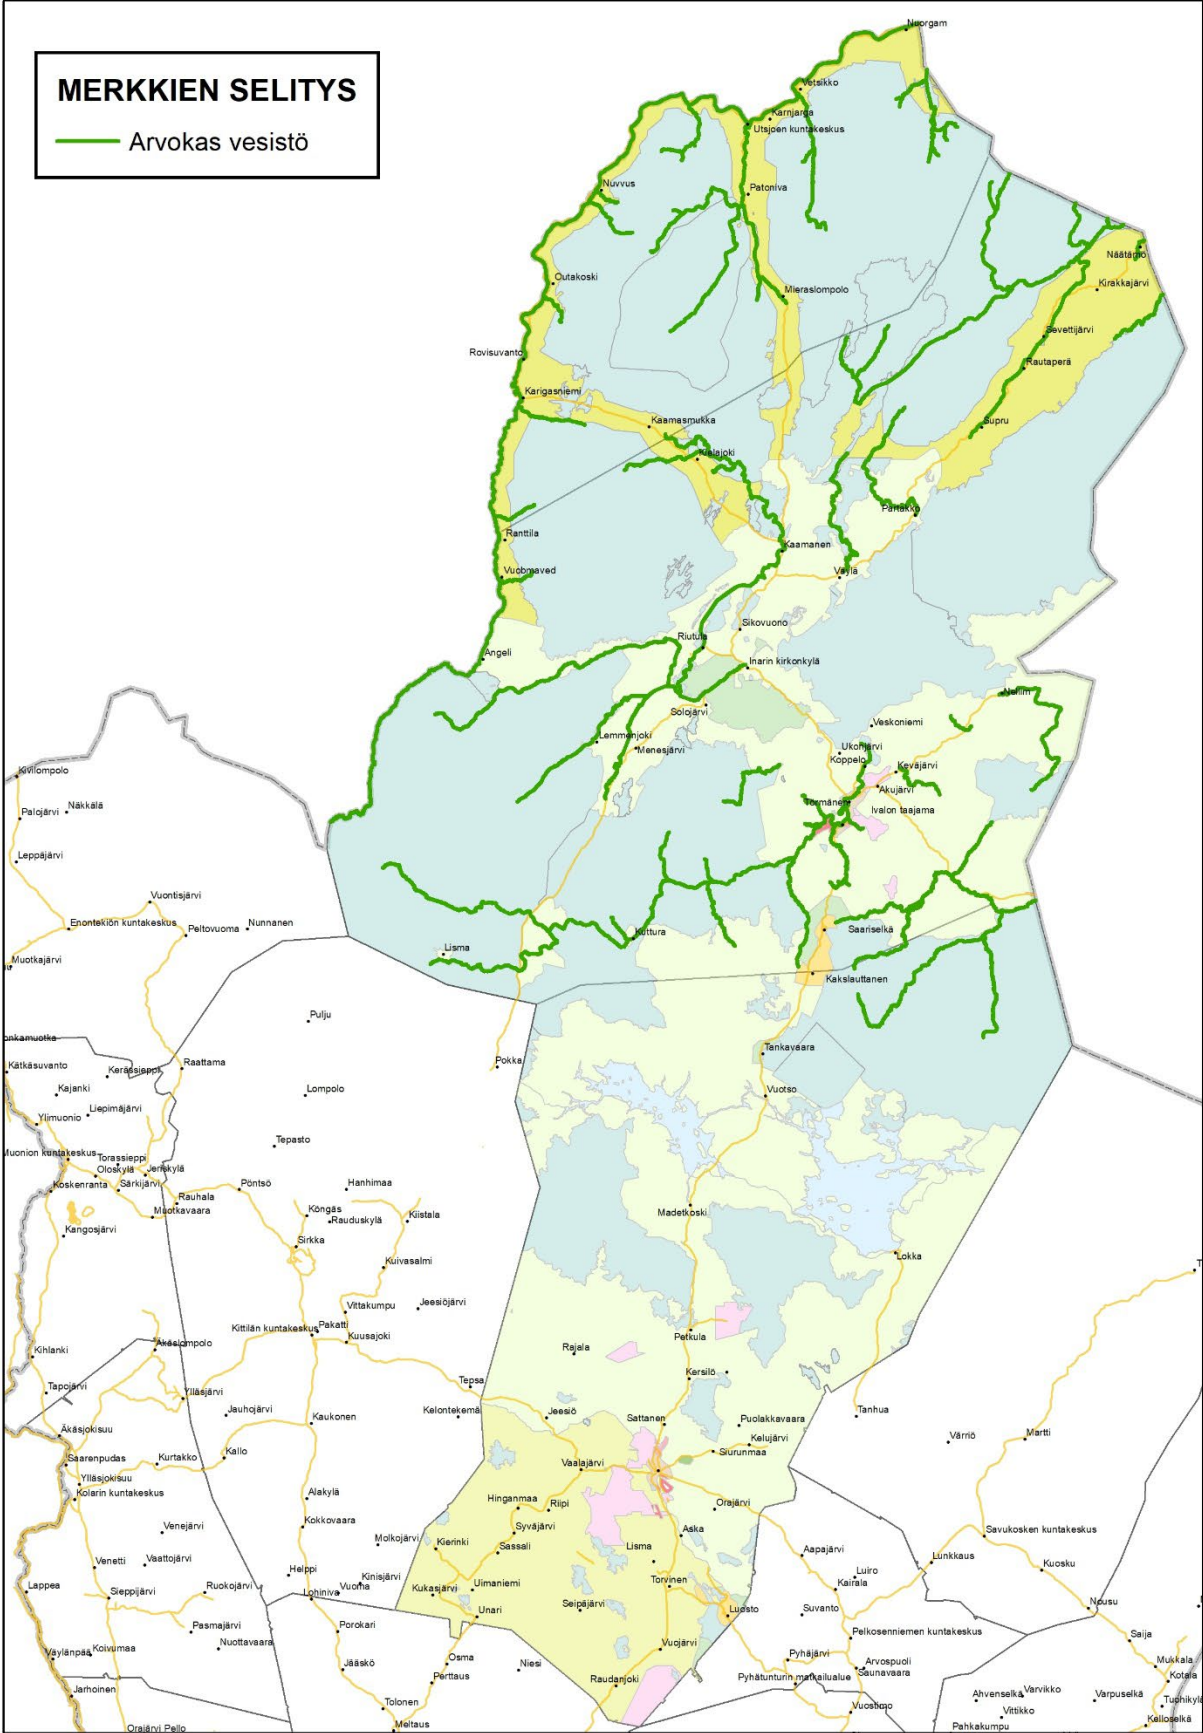 MERKKIEN SELITYS
Arvokas vesistö
Nuorgam
Vetsikko
Karnjarga
Utsjoen kuntakeskus
Nuvvus
Patoniva
Näätämö
Outakoski
Mieraslompolo
Kirakkajärvi
Sevettijärvi
Rovisuvanto
Rautaperä
Karigasniemi
Kaamasmukka
Supru
Kielajoki
Partakko
Ranttila
Kaamanen
Vuobmaved
Väylä
Sikovuono
Riutula
Angeli
Inarin kirkonkylä
Nellim
Solojärvi
Veskoniemi
Lemmenjoki
Menesjärvi
Ukonjärvi
Koppelo
Kevajärvi
Kivilompolo
Akujärvi
Näkkälä
Törmänen
Palojärvi
Ivalon taajama
Leppäjärvi
Vuontisjärvi
Enontekiön kuntakeskus
Nunnanen
Peltovuoma
Saariselkä
Kuttura
Lisma
Muotkajärvi
Kakslauttanen
Pulju
onkamuotka
Tankavaara
Raattama
Pokka
Kätkäsuvanto
Kerässieppi
Kajanki
Lompolo
Vuotso
Liepimäjärvi
Ylimuonio
Tepasto
Muonion kuntakeskus
Torassieppi
Oloskylä
Jeriskylä
Särkijärvi
Koskenranta
Rauhala
Pöntsö
Hanhimaa
Muotkavaara
Köngäs
Rauduskylä
Kiistala
Madetkoski
Kangosjärvi
Sirkka
Lokka
Kuivasalmi
Jeesiöjärvi
Vittakumpu
Kittilän kuntakeskus
Pakatti
Kuusajoki
Petkula
Äkäslompolo
Kihlanki
Rajala
Kersilö
Tepsa
Tapojärvi
Ylläsjärvi
Jauhojärvi
Kelontekemä
Jeesiö
Kaukonen
Sattanen
Puolakkavaara
Tanhua
Äkäsjokisuu
Kelujärvi
Värriö
Martti
Siurunmaa
Kallo
Kurtakko
Saarenpudas
Vaalajärvi
Ylläsjokisuu
Kolarin kuntakeskus
Alakylä
Hinganmaa
Riipi
Orajärvi
Kokkovaara
Venejärvi
Syväjärvi
Aska
Savukosken kuntakeskus
Molkojärvi
Kierinki
Sassali
Lisma
Aapajärvi
Lunkkaus
Kuosku
Venetti
Vaattojärvi
Helppi
Kinisjärvi
Luiro
Kairala
Lappea
Sieppijärvi
Ruokojärvi
Lohiniva
Vuoma
Kukasjärvi
Uimaniemi
Torvinen
Seipäjärvi
Luosto
Suvanto
Nousu
Unari
Pasmajärvi
Porokari
Pelkosenniemen kuntakeskus
Saija
Nuottavaara
Vuojärvi
Väylänpää
Koivumaa
Osma
Pyhäjärvi
Arvospuoli
Saunavaara
Mukkala
Jääskö
Perttaus
Niesi
Raudanjoki
Pyhätunturin matkailualue
Kotala
Jarhoinen
Ahvenselkä
Varvikko
Varpuselkä
Tolonen
Vuostimo
Vittikko
Orajärvi Pello
Meltaus
Pahkakumpu
Kelloselkä